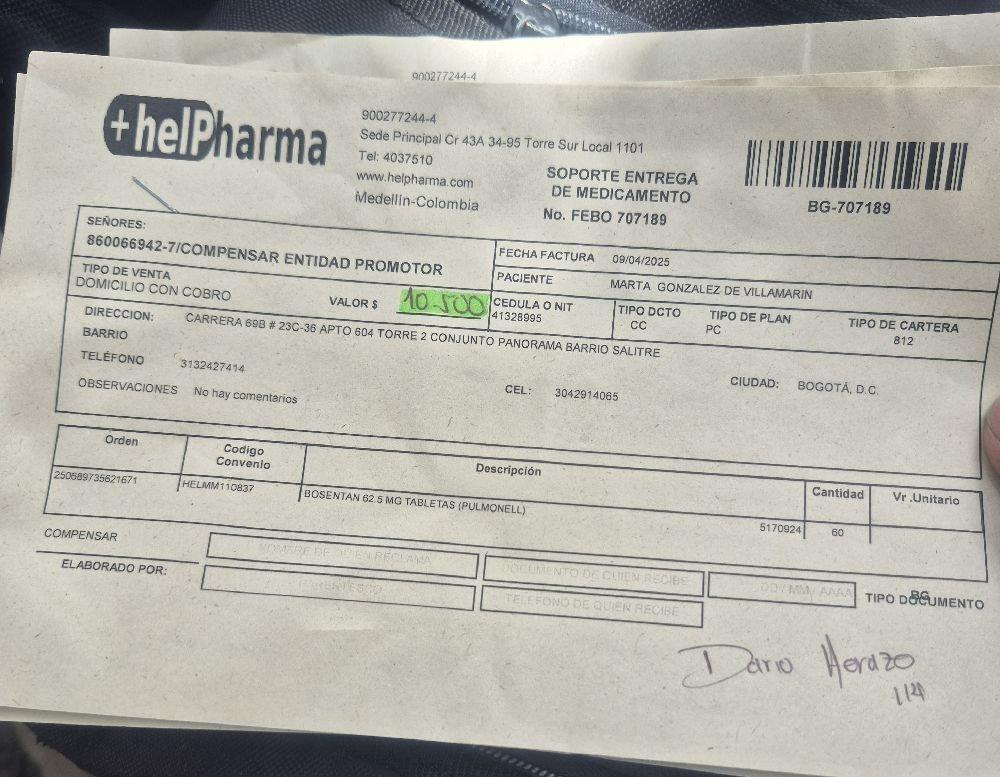 900277244-4
+helPharma
900277244-4
Sede Principal Cr 43A 34-95 Torre Sur Local 1101
Tel: 4037510
www.helpharma.com
Medellin-Colombia
SOPORTE ENTREGA
DE MEDICAMENTO
No. FEBO 707189
BG-707189
SEÑORES:
860066942-7/COMPENSAR ENTIDAD PROMOTOR
FECHA FACTURA 09/04/2025
PACIENTE MARTA GONZALEZ DE VILLAMARIN
TIPO DE VENTA
DOMICILIO CON COBRO
VALOR $ 10.500
CEDULA O NIT
41328995
TIPO DCTO
CC
TIPO DE PLAN
PC
TIPO DE CARTERA
812
DIRECCION: CARRERA 69B # 23C-36 APTO 604 TORRE 2 CONJUNTO PANORAMA BARRIO SALITRE
BARRIO
TELÉFONO 3132427414
CEL: 3042914065
CIUDAD: BOGOTÁ, D.C.
OBSERVACIONES No hay comentarios
Orden Codigo Convenio Descripción Cantidad Vr .Unitario
250689735621671 HELMM110837 BOSENTAN 62.5 MG TABLETAS (PULMONELL) 5170924 60
COMPENSAR
NOMBRE DE QUIEN RECLAMA
DOCUMENTO DE QUIEN RECIBE
DD / MM / AAAA
TIPO DOCUMENTO
BG
ELABORADO POR:
PARENTESCO
TELEFONO DE QUIEN RECIBE
Dario Herazo